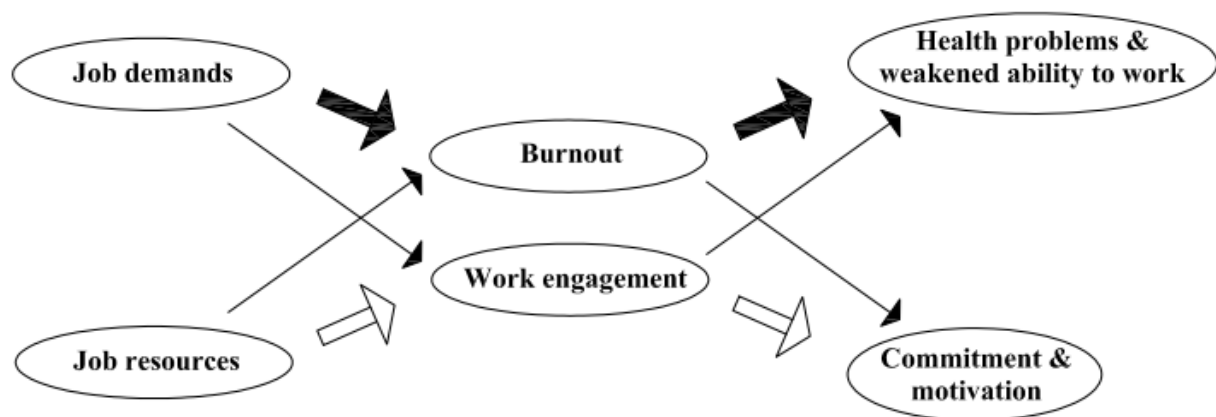 Job demands
Health problems &
weakened ability to work
Burnout
Work engagement
Job resources
Commitment &
motivation